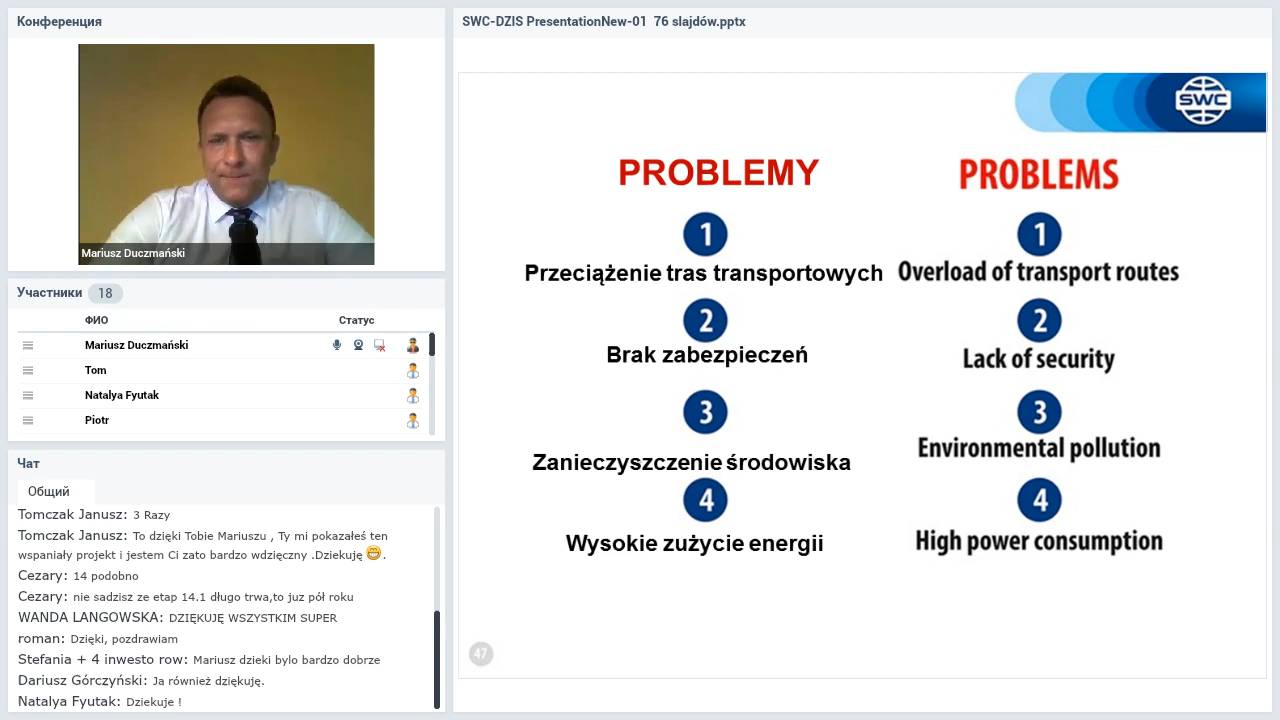 Конференция
Mariusz Duczmański
Участники 18
ФИО Статус
Mariusz Duczmański
Tom
Natalya Fyutak
Piotr
Чат
Общий
Tomczak Janusz: 3 Razy
Tomczak Janusz: To dzięki Tobie Mariuszu , Ty mi pokazałeś ten
wspaniały projekt i jestem Ci zato bardzo wdzięczny .Dziekuję 😁.
Cezary: 14 podobno
Cezary: nie sadzisz ze etap 14.1 długo trwa,to juz pół roku
WANDA LANGOWSKA: DZIĘKUJĘ WSZYSTKIM SUPER
roman: Dzięki, pozdrawiam
Stefania + 4 inwesto row: Mariusz dzieki bylo bardzo dobrze
Dariusz Górczyński: Ja również dziękuję.
Natalya Fyutak: Dziekuje !
SWC-DZIS PresentationNew-01 76 slajdów.pptx
SWC
PROBLEMY
1
Przeciążenie tras transportowych
2
Brak zabezpieczeń
3
Zanieczyszczenie środowiska
4
Wysokie zużycie energii
PROBLEMS
1
Overload of transport routes
2
Lack of security
3
Environmental pollution
4
High power consumption
47